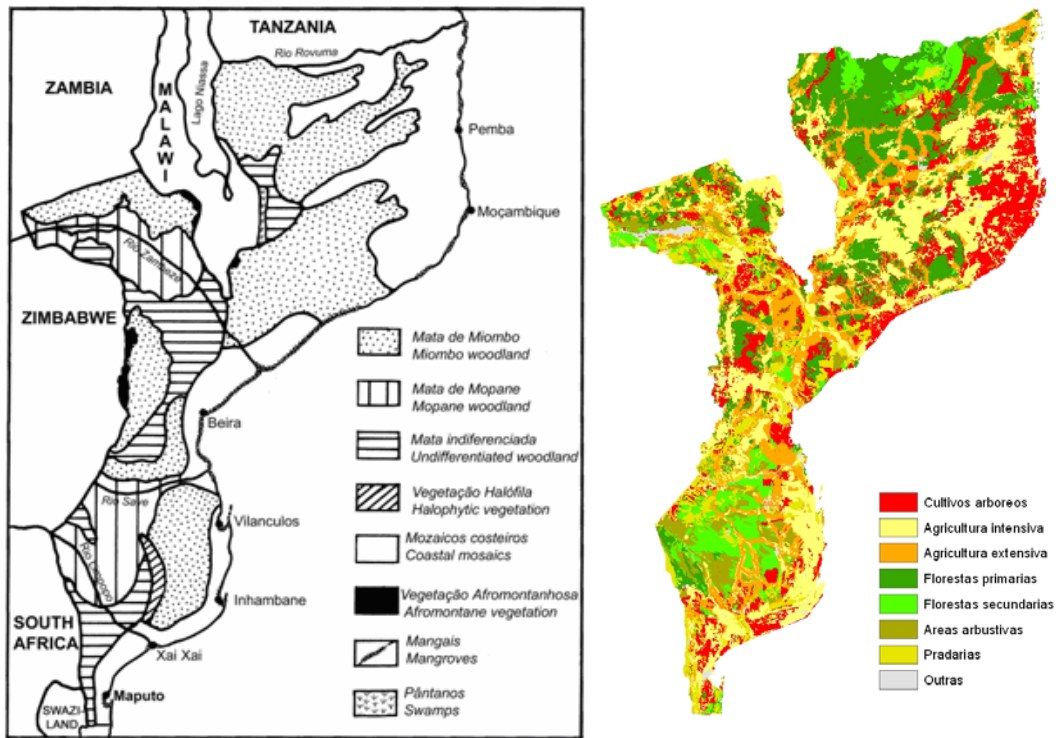 TANZANIA
Rio Rovuma
ZAMBIA
MALAWI
Lago Niassa
Pemba
Moçambique
Rio Zambeze
ZIMBABWE
Mata de Miombo
Miombo woodland
Mata de Mopane
Mopane woodland
Beira
Mata indiferenciada
Undifferentiated woodland
Rio Save
Vegetação Halófila
Halophytic vegetation
Vilanculos
Mozaicos costeiros
Coastal mosaics
Rio Limpopo
Inhambane
Vegetação Afromontanhosa
Afromontane vegetation
SOUTH
AFRICA
Xai Xai
Mangais
Mangroves
Maputo
Pântanos
Swamps
SWAZI-
LAND
Cultivos arboreos
Agricultura intensiva
Agricultura extensiva
Florestas primarias
Florestas secundarias
Areas arbustivas
Pradarias
Outras